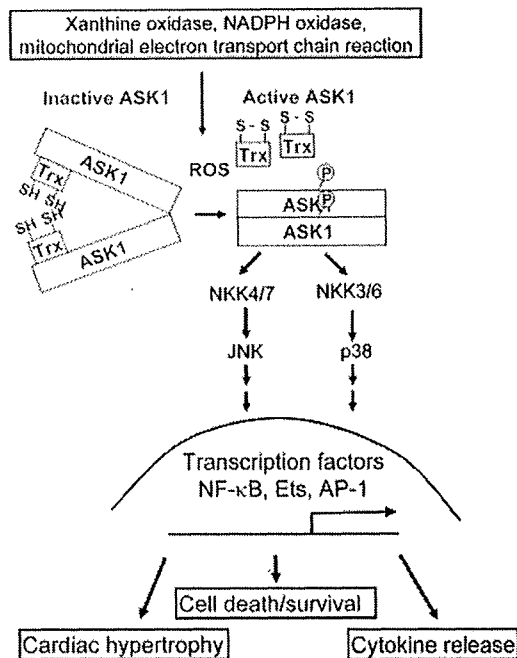 Xanthine oxidase, NADPH oxidase,
mitochondrial electron transport chain reaction
Inactive ASK1
Active ASK1
S - S
S - S
Trx
Trx
ROS
ASK1
Trx
SH
SH
SH
SH
Trx
ASK1
P
P
ASK1
ASK1
NKK4/7
NKK3/6
JNK
p38
Transcription factors
NF-κB, Ets, AP-1
Cell death/survival
Cardiac hypertrophy
Cytokine release